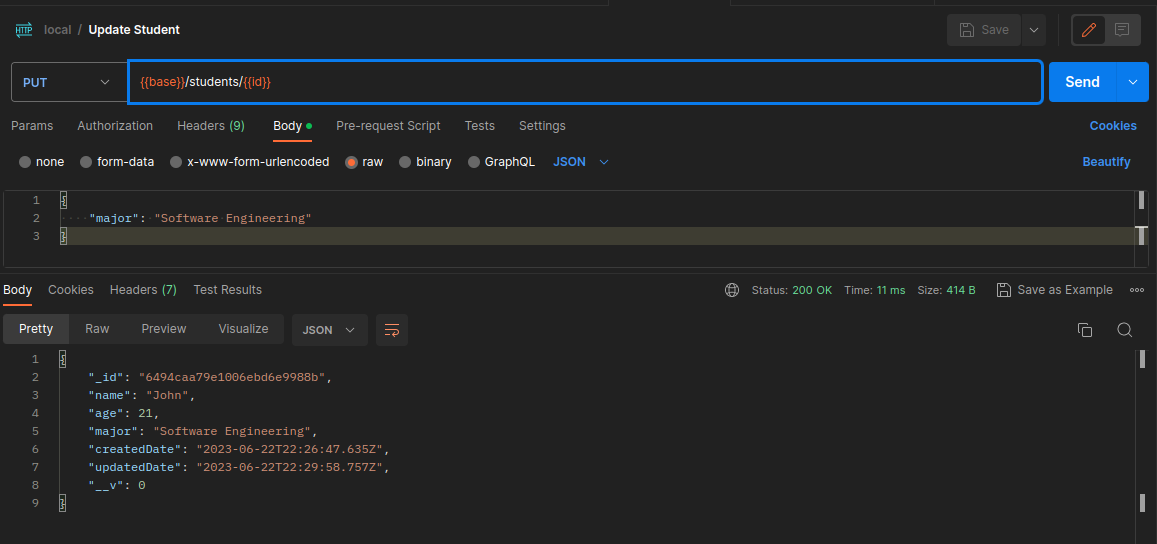 HTTP local / Update Student Save
PUT {{base}}/students/{{id}} Send
Params Authorization Headers (9) Body Pre-request Script Tests Settings Cookies
none form-data x-www-form-urlencoded raw binary GraphQL JSON Beautify
1 {
2 ····"major":·"Software·Engineering"
3 }
Body Cookies Headers (7) Test Results Status: 200 OK Time: 11 ms Size: 414 B Save as Example
Pretty Raw Preview Visualize JSON
1 {
2 "_id": "6494caa79e1006ebd6e9988b",
3 "name": "John",
4 "age": 21,
5 "major": "Software Engineering",
6 "createdDate": "2023-06-22T22:26:47.635Z",
7 "updatedDate": "2023-06-22T22:29:58.757Z",
8 "__v": 0
9 }